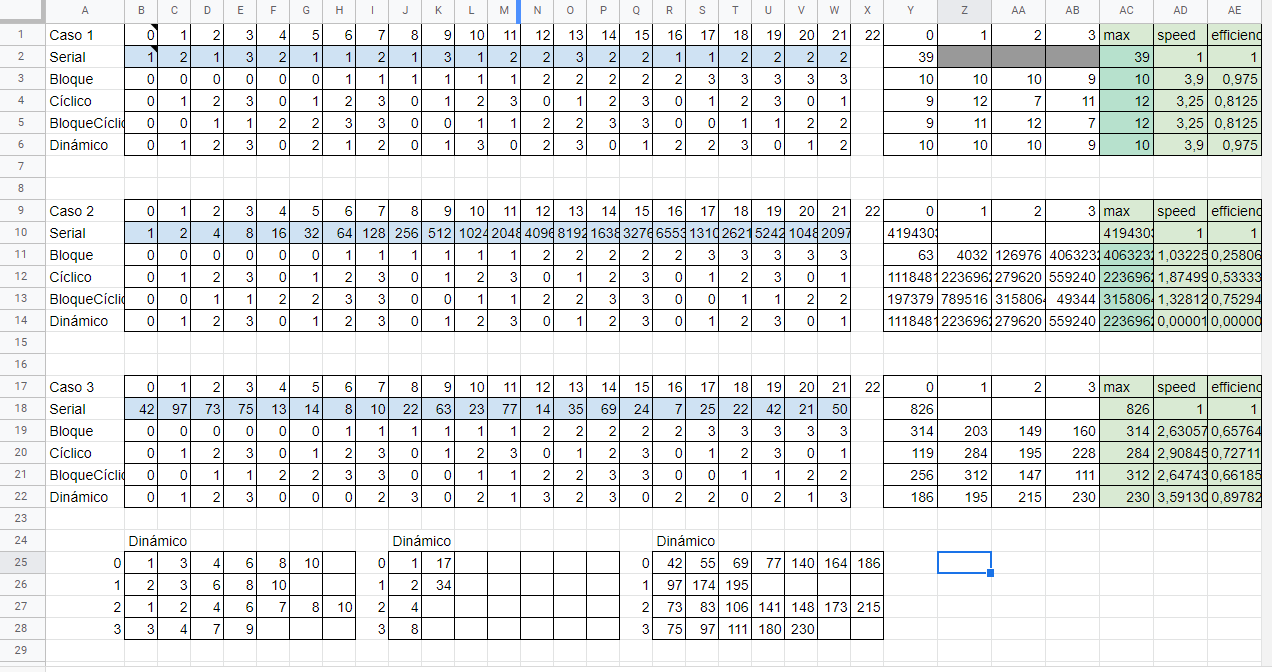 A B C D E F G H I J K L M N O P Q R S T U V W X Y Z AA AB AC AD AE
1 Caso 1 0 1 2 3 4 5 6 7 8 9 10 11 12 13 14 15 16 17 18 19 20 21 22 0 1 2 3 max speed efficienc
2 Serial 1 2 1 3 2 1 1 2 1 3 1 2 2 3 2 2 1 1 2 2 2 2 39 39 1 1
3 Bloque 0 0 0 0 0 0 1 1 1 1 1 1 2 2 2 2 2 3 3 3 3 3 10 10 10 9 10 3,9 0,975
4 Cíclico 0 1 2 3 0 1 2 3 0 1 2 3 0 1 2 3 0 1 2 3 0 1 9 12 7 11 12 3,25 0,8125
5 BloqueCíclic 0 0 1 1 2 2 3 3 0 0 1 1 2 2 3 3 0 0 1 1 2 2 9 11 12 7 12 3,25 0,8125
6 Dinámico 0 1 2 3 0 2 1 2 0 1 3 0 2 3 0 1 2 2 3 0 1 2 10 10 10 9 10 3,9 0,975
7
8
9 Caso 2 0 1 2 3 4 5 6 7 8 9 10 11 12 13 14 15 16 17 18 19 20 21 22 0 1 2 3 max speed efficienc
10 Serial 1 2 4 8 16 32 64 128 256 512 1024 2048 4096 8192 1638 3276 6553 1310 2621 5242 1048 2097 4194303 4194303 1 1
11 Bloque 0 0 0 0 0 0 1 1 1 1 1 1 2 2 2 2 2 3 3 3 3 3 63 4032 126976 4063232 4063232 1,03225 0,25806
12 Cíclico 0 1 2 3 0 1 2 3 0 1 2 3 0 1 2 3 0 1 2 3 0 1 1118481 2236962 279620 559240 2236962 1,87499 0,53333
13 BloqueCíclic 0 0 1 1 2 2 3 3 0 0 1 1 2 2 3 3 0 0 1 1 2 2 197379 789516 3158064 49344 3158064 1,32812 0,75294
14 Dinámico 0 1 2 3 0 1 2 3 0 1 2 3 0 1 2 3 0 1 2 3 0 1 1118481 2236962 279620 559240 2236962 0,00001 0,00000
15
16
17 Caso 3 0 1 2 3 4 5 6 7 8 9 10 11 12 13 14 15 16 17 18 19 20 21 22 0 1 2 3 max speed efficienc
18 Serial 42 97 73 75 13 14 8 10 22 63 23 77 14 35 69 24 7 25 22 42 21 50 826 826 1 1
19 Bloque 0 0 0 0 0 0 1 1 1 1 1 1 2 2 2 2 2 3 3 3 3 3 314 203 149 160 314 2,63057 0,65764
20 Cíclico 0 1 2 3 0 1 2 3 0 1 2 3 0 1 2 3 0 1 2 3 0 1 119 284 195 228 284 2,90845 0,72711
21 BloqueCíclic 0 0 1 1 2 2 3 3 0 0 1 1 2 2 3 3 0 0 1 1 2 2 256 312 147 111 312 2,64743 0,66185
22 Dinámico 0 1 2 3 0 0 0 2 3 0 2 1 3 2 3 0 2 2 0 2 1 3 186 195 215 230 230 3,59130 0,89782
23
24 Dinámico Dinámico Dinámico
25 0 1 3 4 6 8 10 0 1 17 0 42 55 69 77 140 164 186
26 1 2 3 6 8 10 1 2 34 1 97 174 195
27 2 1 2 4 6 7 8 10 2 4 2 73 83 106 141 148 173 215
28 3 3 4 7 9 3 8 3 75 97 111 180 230
29